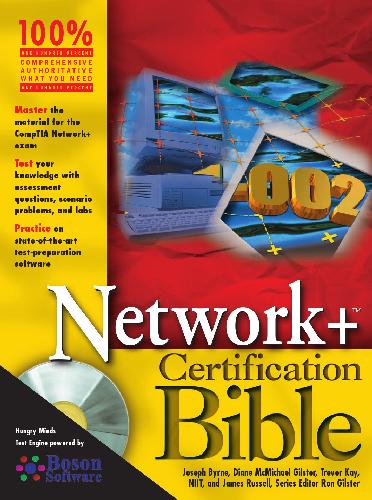 100%
ONE HUNDRED PERCENT
COMPREHENSIVE
AUTHORITATIVE
WHAT YOU NEED
ONE HUNDRED PERCENT
Master the
material for the
CompTIA Network+
exam
Test your
knowledge with
assessment
questions, scenario
problems, and labs
Practice on
state-of-the-art
test-preparation
software
002
Network+™
Certification
Bible
Hungry Minds
Test Engine powered by
Boson
Software
Joseph Byrne, Diane McMichael Gilster, Trevor Kay,
NIIT, and James Russell, Series Editor Ron Gilster